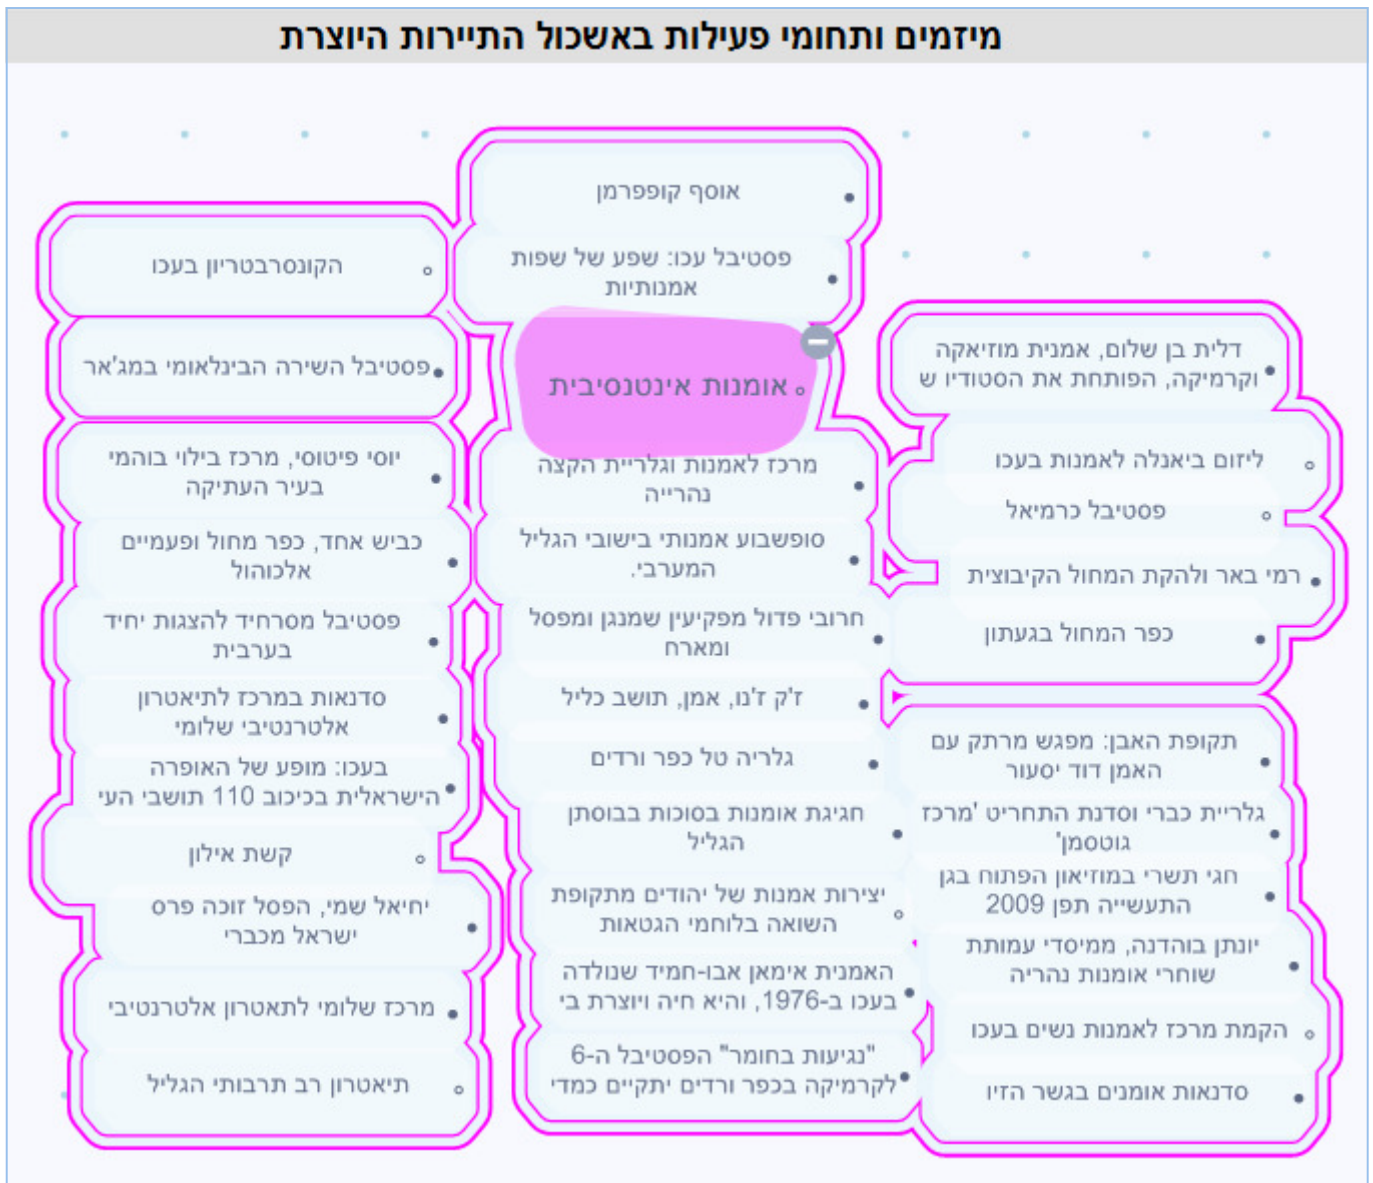 מיזמים ותחומי פעילות באשכול התיירות היוצרת
אוסף קופפרמן
פסטיבל עכו: שפע של שפות
אמנותיות
אומנות אינטנסיבית
דלית בן שלום, אמנית מוזיאקה
וקרמיקה, הפותחת את הסטודיו ש
ליזום ביאנלה לאמנות בעכו
פסטיבל כרמיאל
רמי באר ולהקת המחול הקיבוצית
כפר המחול בגעתון
תקופת האבן: מפגש מרתק עם
האמן דוד יסעור
גלריית כברי וסדנת התחריט 'מרכז
גוטסמן'
חגי תשרי במוזיאון הפתוח בגן
התעשייה תפן 2009
יונתן בוהדנה, ממיסדי עמותת
שוחרי אומנות נהריה
הקמת מרכז לאמנות נשים בעכו
סדנאות אומנים בגשר הזיו
מרכז לאמנות וגלריית הקצה
נהרייה
סופשבוע אמנותי בישובי הגליל
המערבי.
חרובי פדול מפקיעין שמנגן ומפסל
ומארח
ז'ק ז'נו, אמן, תושב כליל
גלריה טל כפר ורדים
חגיגת אומנות בסוכות בבוסתן
הגליל
יצירות אמנות של יהודים מתקופת
השואה בלוחמי הגטאות
האמנית אימאן אבו-חמיד שנולדה
בעכו ב-1976, והיא חיה ויוצרת בי
"נגיעות בחומר" הפסטיבל ה-6
לקרמיקה בכפר ורדים יתקיים כמדי
הקונסרבטריון בעכו
פסטיבל השירה הבינלאומי במג'אר
יוסי פיטוסי, מרכז בילוי בוהמי
בעיר העתיקה
כביש אחד, כפר מחול ופעמיים
אלכוהול
פסטיבל מסרחיד להצגות יחיד
בערבית
סדנאות במרכז לתיאטרון
אלטרנטיבי שלומי
בעכו: מופע של האופרה
הישראלית בכיכוב 110 תושבי העי
קשת אילון
יחיאל שמי, הפסל זוכה פרס
ישראל מכברי
מרכז שלומי לתאטרון אלטרנטיבי
תיאטרון רב תרבותי הגליל